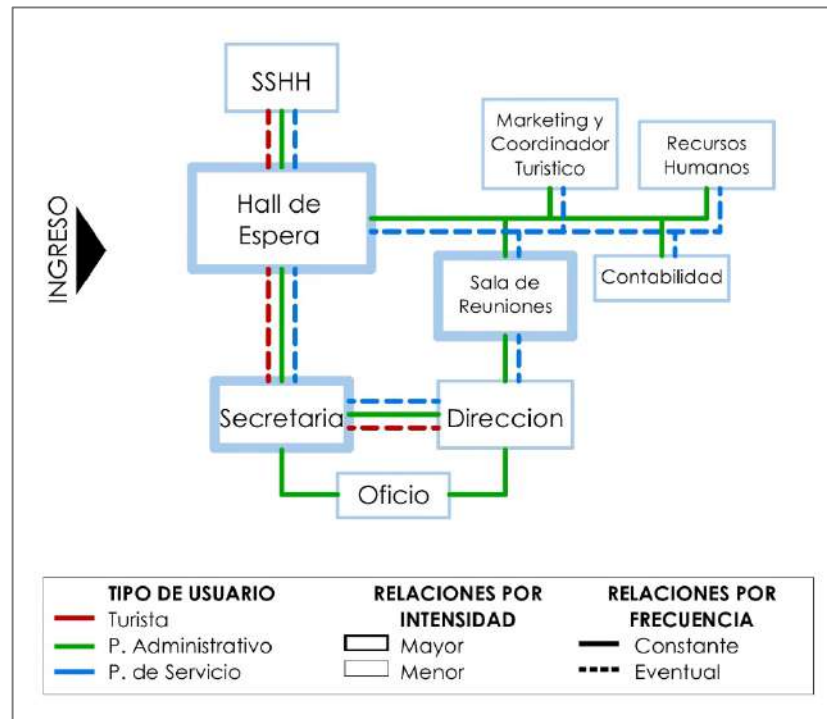 SSHH
Marketing y
Coordinador
Turistico
Recursos
Humanos
INGRESO
Hall de
Espera
Sala de
Reuniones
Contabilidad
Secretaria
Direccion
Oficio
TIPO DE USUARIO
Turista
P. Administrativo
P. de Servicio
RELACIONES POR
INTENSIDAD
Mayor
Menor
RELACIONES POR
FRECUENCIA
Constante
Eventual